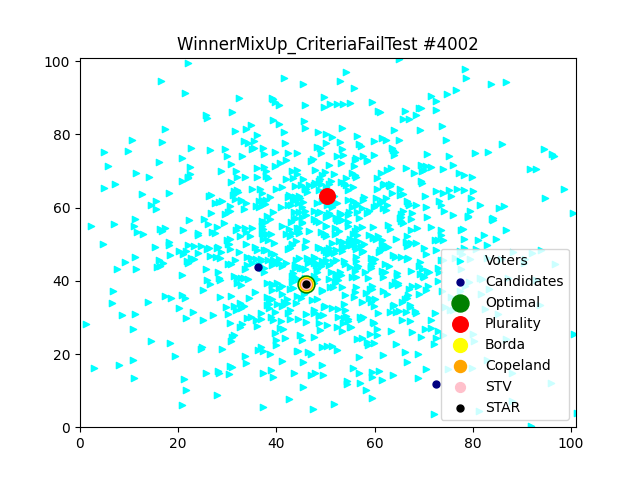 WinnerMixUp_CriteriaFailTest #4002
100
80
60
40
20
0
0 20 40 60 80 100
Voters
Candidates
Optimal
Plurality
Borda
Copeland
STV
STAR